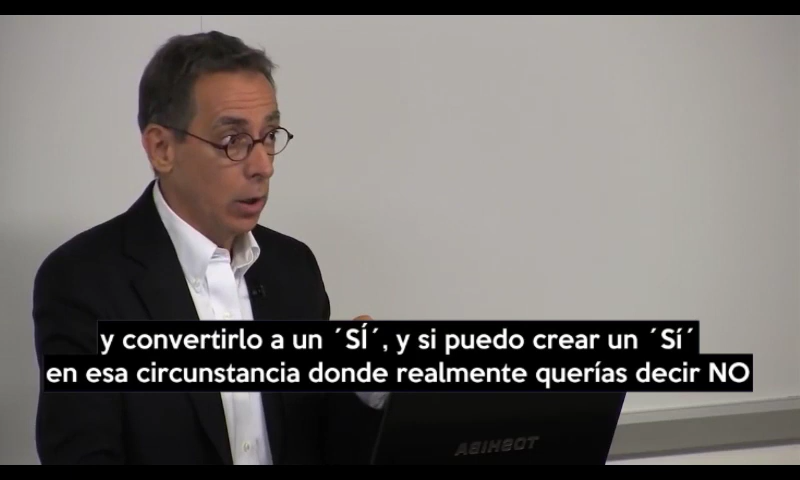 y convertirlo a un ´SÍ´, y si puedo crear un ´Sí´
en esa circunstancia donde realmente querías decir NO
TOSHIBA